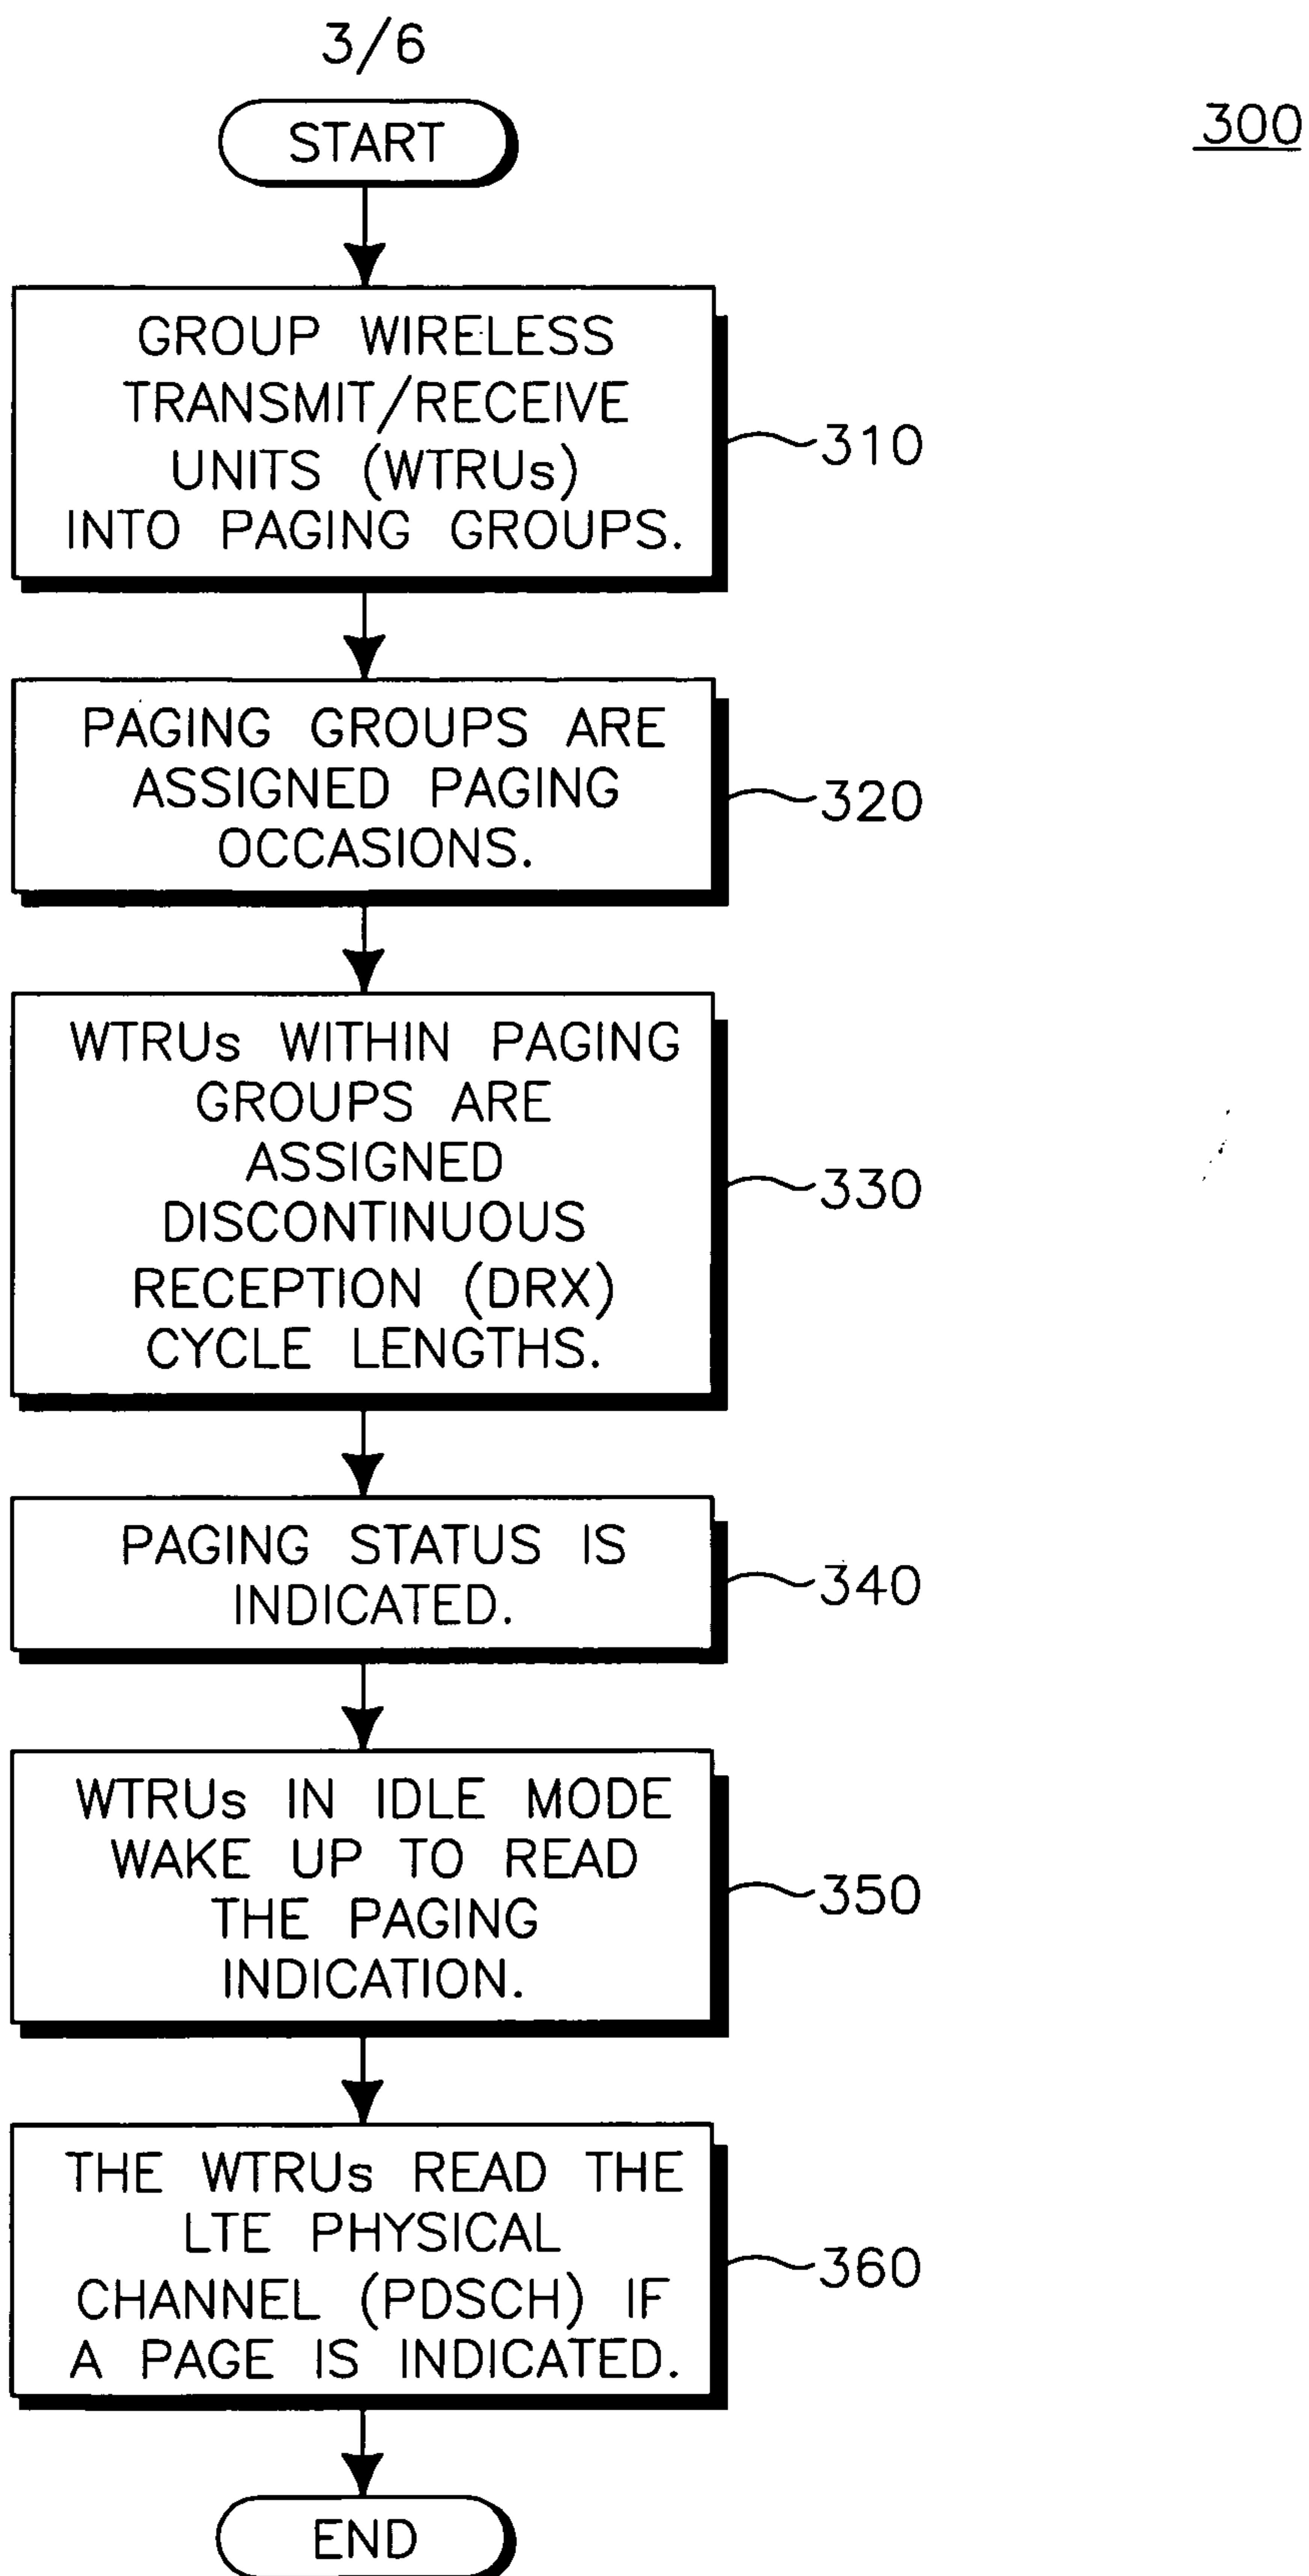 3/6
300
START
GROUP WIRELESS
TRANSMIT/RECEIVE
UNITS (WTRUs)
INTO PAGING GROUPS.
310
PAGING GROUPS ARE
ASSIGNED PAGING
OCCASIONS.
320
WTRUs WITHIN PAGING
GROUPS ARE
ASSIGNED
DISCONTINUOUS
RECEPTION (DRX)
CYCLE LENGTHS.
330
PAGING STATUS IS
INDICATED.
340
WTRUs IN IDLE MODE
WAKE UP TO READ
THE PAGING
INDICATION.
350
THE WTRUs READ THE
LTE PHYSICAL
CHANNEL (PDSCH) IF
A PAGE IS INDICATED.
360
END